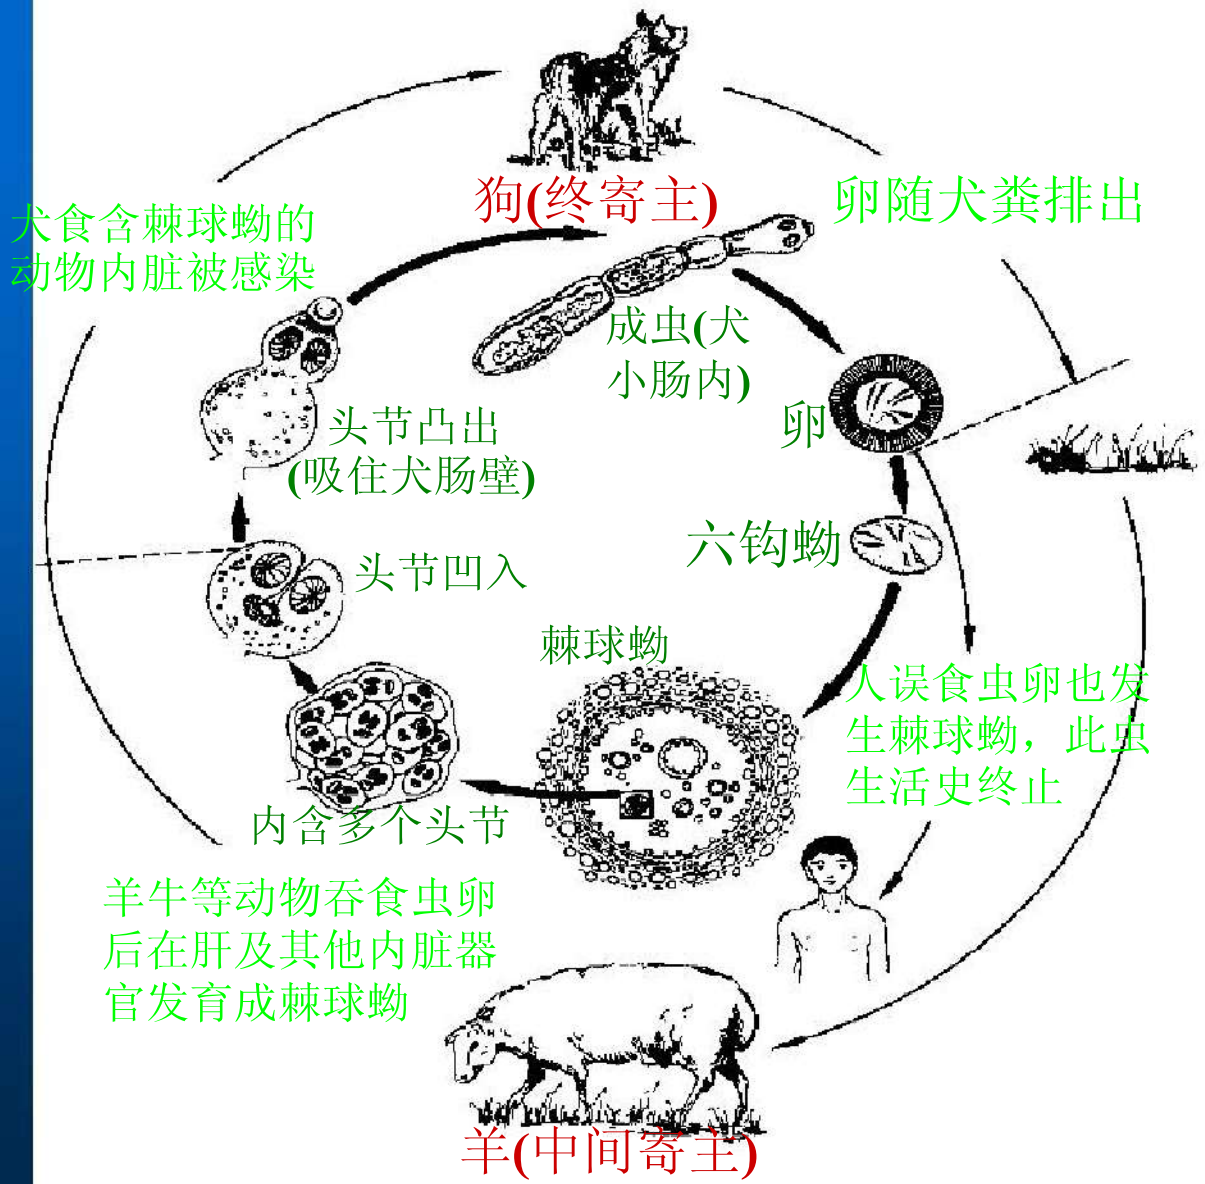 狗(终寄主)
卵随犬粪排出
犬食含棘球蚴的
动物内脏被感染
成虫(犬
小肠内)
卵
头节凸出
(吸住犬肠壁)
六钩蚴
头节凹入
棘球蚴
人误食虫卵也发
生棘球蚴，此虫
生活史终止
内含多个头节
羊牛等动物吞食虫卵
后在肝及其他内脏器
官发育成棘球蚴
羊(中间寄主)